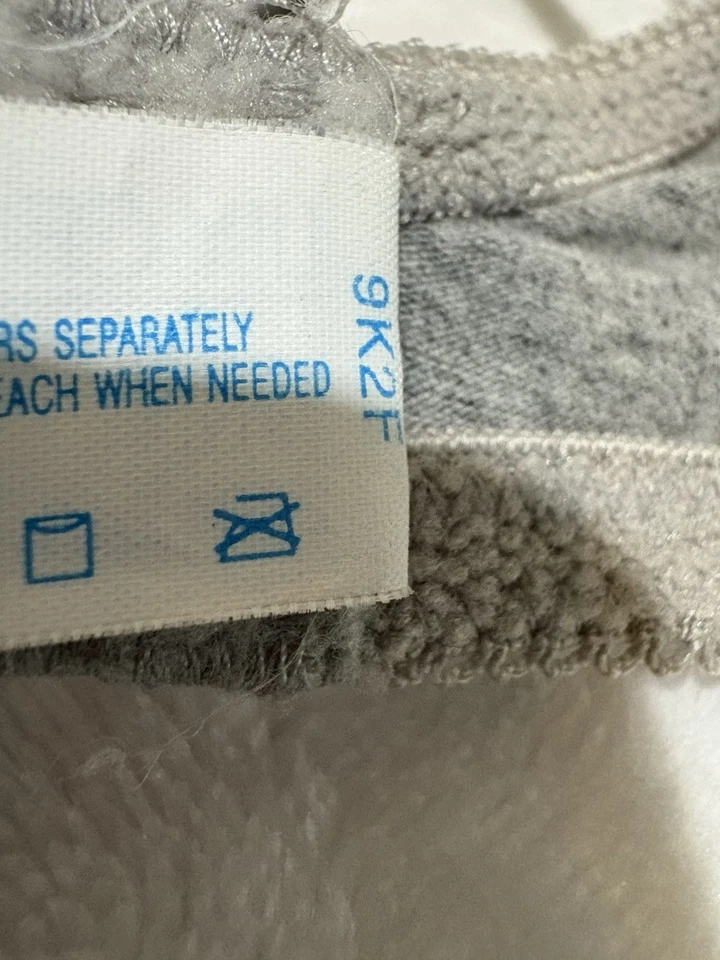 RS SEPARATELY
EACH WHEN NEEDED
9K2F